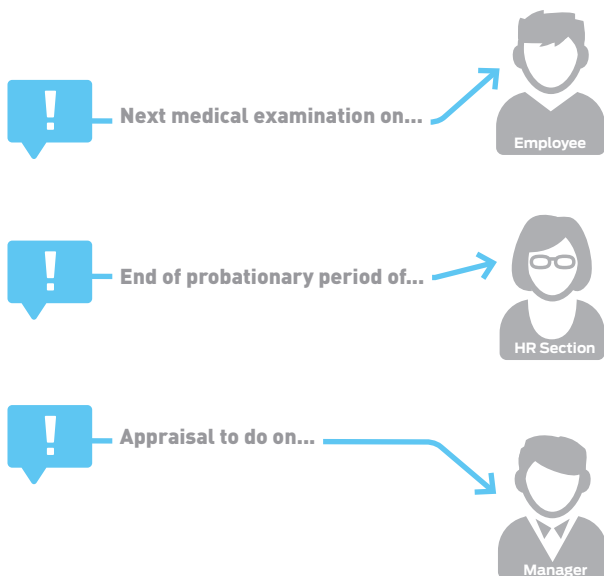 !
Next medical examination on...
Employee
!
End of probationary period of...
HR Section
!
Appraisal to do on...
Manager